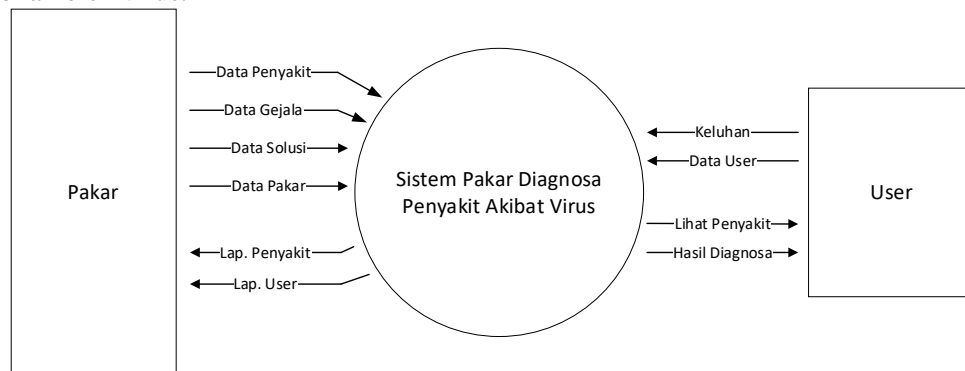 Pakar
Data Penyakit
Data Gejala
Data Solusi
Data Pakar
Lap. Penyakit
Lap. User
Sistem Pakar Diagnosa
Penyakit Akibat Virus
Keluhan
Data User
Lihat Penyakit
Hasil Diagnosa
User